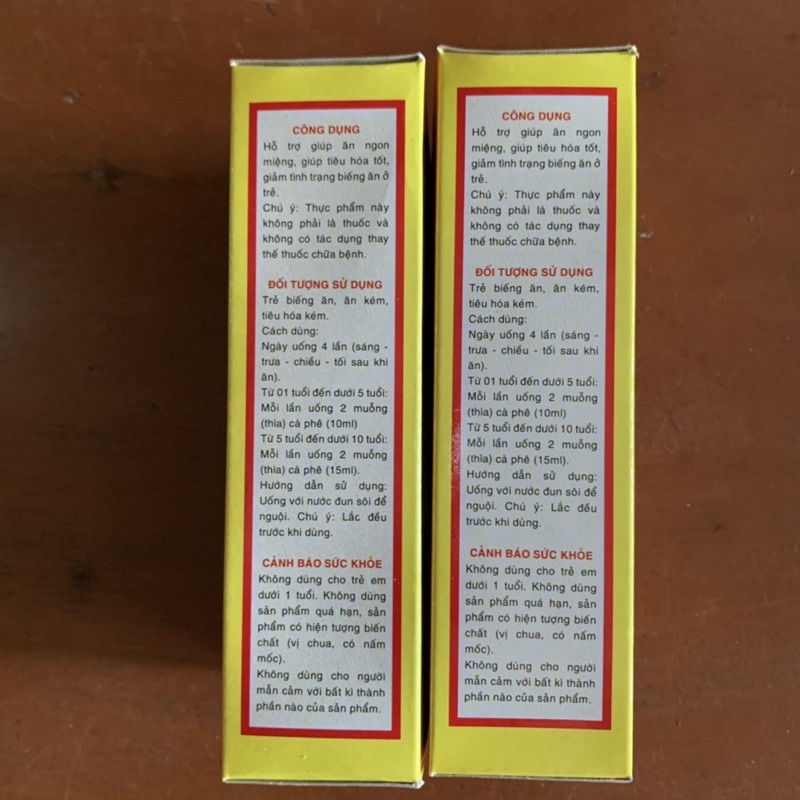 CÔNG DỤNG
Hỗ trợ giúp ăn ngon
miệng, giúp tiêu hóa tốt,
giảm tình trạng biếng ăn ở
trẻ.
Chú ý: Thực phẩm này
không phải là thuốc và
không có tác dụng thay
thế thuốc chữa bệnh.
ĐỐI TƯỢNG SỬ DỤNG
Trẻ biếng ăn, ăn kém,
tiêu hóa kém.
Cách dùng:
Ngày uống 4 lần (sáng -
trưa - chiều - tối sau khi
ăn).
Từ 01 tuổi đến dưới 5 tuổi:
Mỗi lần uống 2 muỗng
(thìa) cà phê (10ml)
Từ 5 tuổi đến dưới 10 tuổi:
Mỗi lần uống 2 muỗng
(thìa) cà phê (15ml).
Hướng dẫn sử dụng:
Uống với nước đun sôi để
nguội. Chú ý: Lắc đều
trước khi dùng.
CẢNH BÁO SỨC KHỎE
Không dùng cho trẻ em
dưới 1 tuổi. Không dùng
sản phẩm quá hạn, sản
phẩm có hiện tượng biến
chất (vị chua, có nấm
mốc).
Không dùng cho người
mẫn cảm với bất kì thành
phần nào của sản phẩm.
CÔNG DỤNG
Hỗ trợ giúp ăn ngon
miệng, giúp tiêu hóa tốt,
giảm tình trạng biếng ăn ở
trẻ.
Chú ý: Thực phẩm này
không phải là thuốc và
không có tác dụng thay
thế thuốc chữa bệnh.
ĐỐI TƯỢNG SỬ DỤNG
Trẻ biếng ăn, ăn kém,
tiêu hóa kém.
Cách dùng:
Ngày uống 4 lần (sáng -
trưa - chiều - tối sau khi
ăn).
Từ 01 tuổi đến dưới 5 tuổi:
Mỗi lần uống 2 muỗng
(thìa) cà phê (10ml)
Từ 5 tuổi đến dưới 10 tuổi:
Mỗi lần uống 2 muỗng
(thìa) cà phê (15ml).
Hướng dẫn sử dụng:
Uống với nước đun sôi để
nguội. Chú ý: Lắc đều
trước khi dùng.
CẢNH BÁO SỨC KHỎE
Không dùng cho trẻ em
dưới 1 tuổi. Không dùng
sản phẩm quá hạn, sản
phẩm có hiện tượng biến
chất (vị chua, có nấm
mốc).
Không dùng cho người
mẫn cảm với bất kì thành
phần nào của sản phẩm.